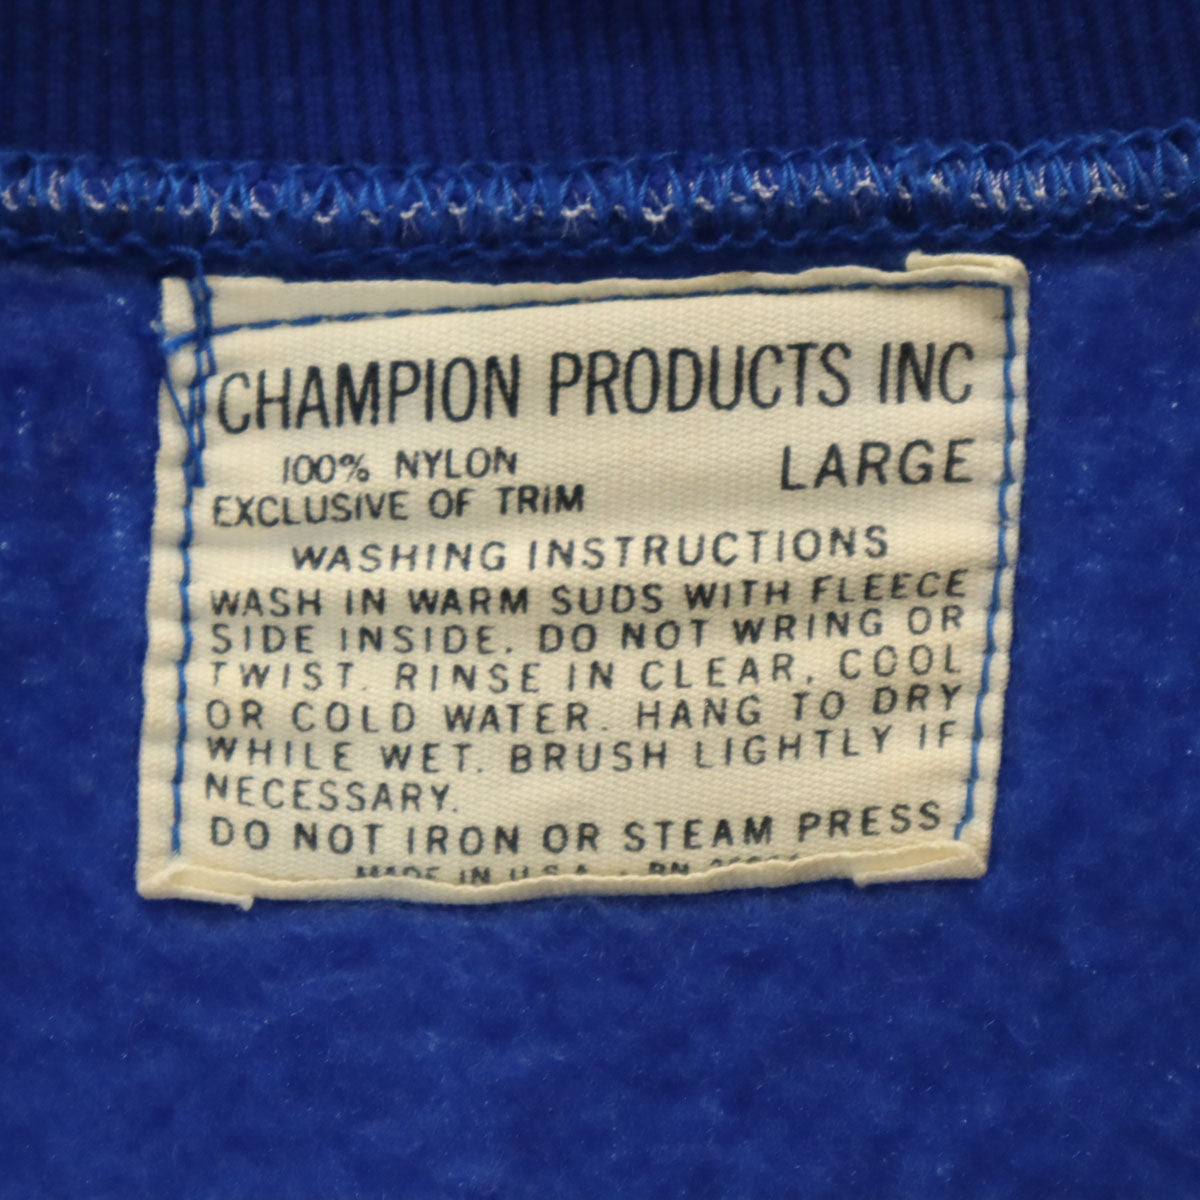 CHAMPION PRODUCTS INC
100% NYLON LARGE
EXCLUSIVE OF TRIM
WASHING INSTRUCTIONS
WASH IN WARM SUDS WITH FLEECE
SIDE INSIDE. DO NOT WRING OR
TWIST. RINSE IN CLEAR, COOL
OR COLD WATER. HANG TO DRY
WHILE WET. BRUSH LIGHTLY IF
NECESSARY.
DO NOT IRON OR STEAM PRESS
MADE IN U.S.A.